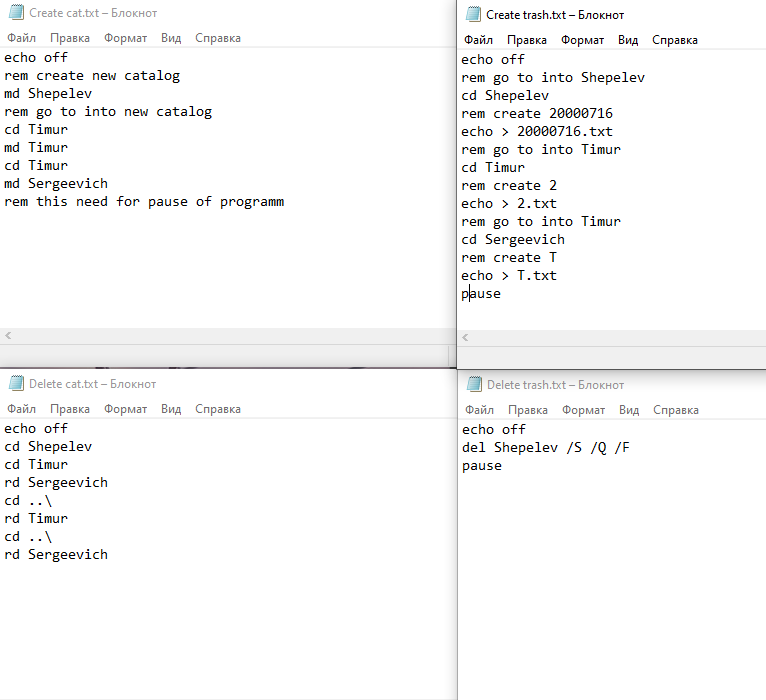 Create cat.txt – Блокнот
Файл Правка Формат Вид Справка
echo off
rem create new catalog
md Shepelev
rem go to into new catalog
cd Timur
md Timur
cd Timur
md Sergeevich
rem this need for pause of programm
Create trash.txt – Блокнот
Файл Правка Формат Вид Справка
echo off
rem go to into Shepelev
cd Shepelev
rem create 20000716
echo > 20000716.txt
rem go to into Timur
cd Timur
rem create 2
echo > 2.txt
rem go to into Timur
cd Sergeevich
rem create T
echo > T.txt
pause
Delete cat.txt – Блокнот
Файл Правка Формат Вид Справка
echo off
cd Shepelev
cd Timur
rd Sergeevich
cd ..\
rd Timur
cd ..\
rd Sergeevich
Delete trash.txt – Блокнот
Файл Правка Формат Вид Справка
echo off
del Shepelev /S /Q /F
pause